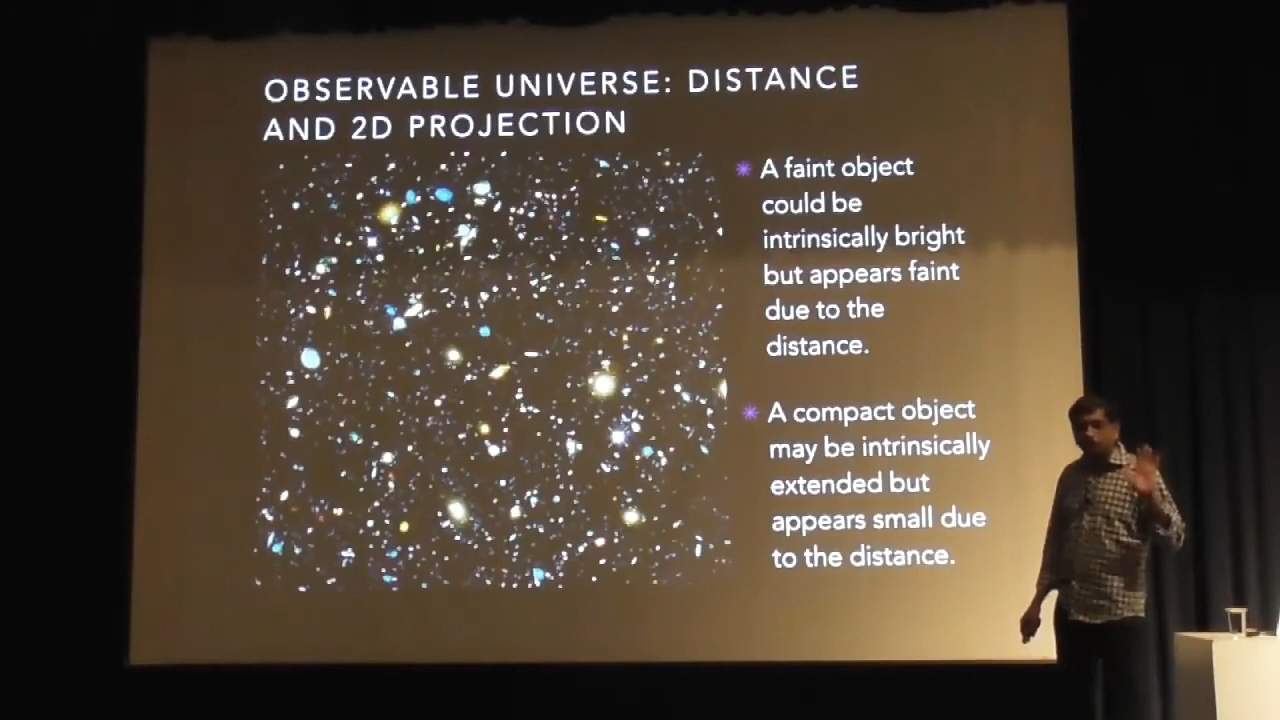 OBSERVABLE UNIVERSE: DISTANCE
AND 2D PROJECTION
A faint object
could be
intrinsically bright
but appears faint
due to the
distance.
A compact object
may be intrinsically
extended but
appears small due
to the distance.